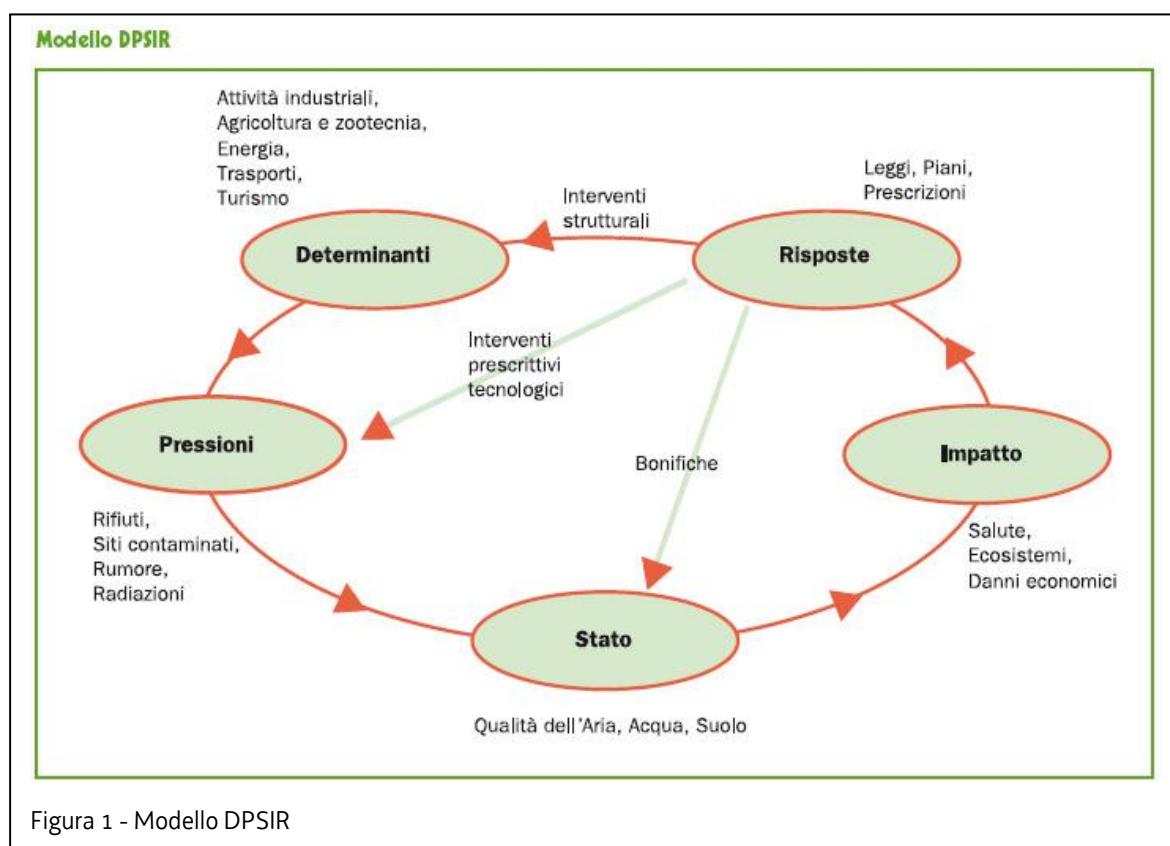 Modello DPSIR
Attività industriali,
Agricoltura e zootecnia,
Energia,
Trasporti,
Turismo
Interventi
strutturali
Leggi, Piani,
Prescrizioni
Determinanti
Risposte
Interventi
prescrittivi
tecnologici
Pressioni
Bonifiche
Impatto
Rifiuti,
Siti contaminati,
Rumore,
Radiazioni
Salute,
Ecosistemi,
Danni economici
Stato
Qualità dell'Aria, Acqua, Suolo
Figura 1 - Modello DPSIR